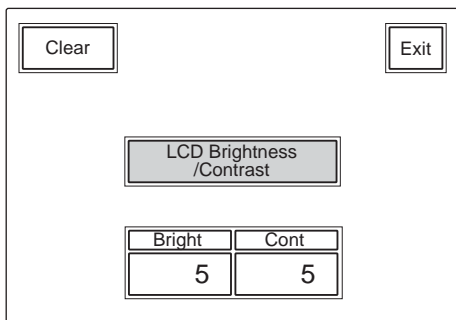 Clear
Exit
LCD Brightness
/Contrast
Bright
Cont
5
5